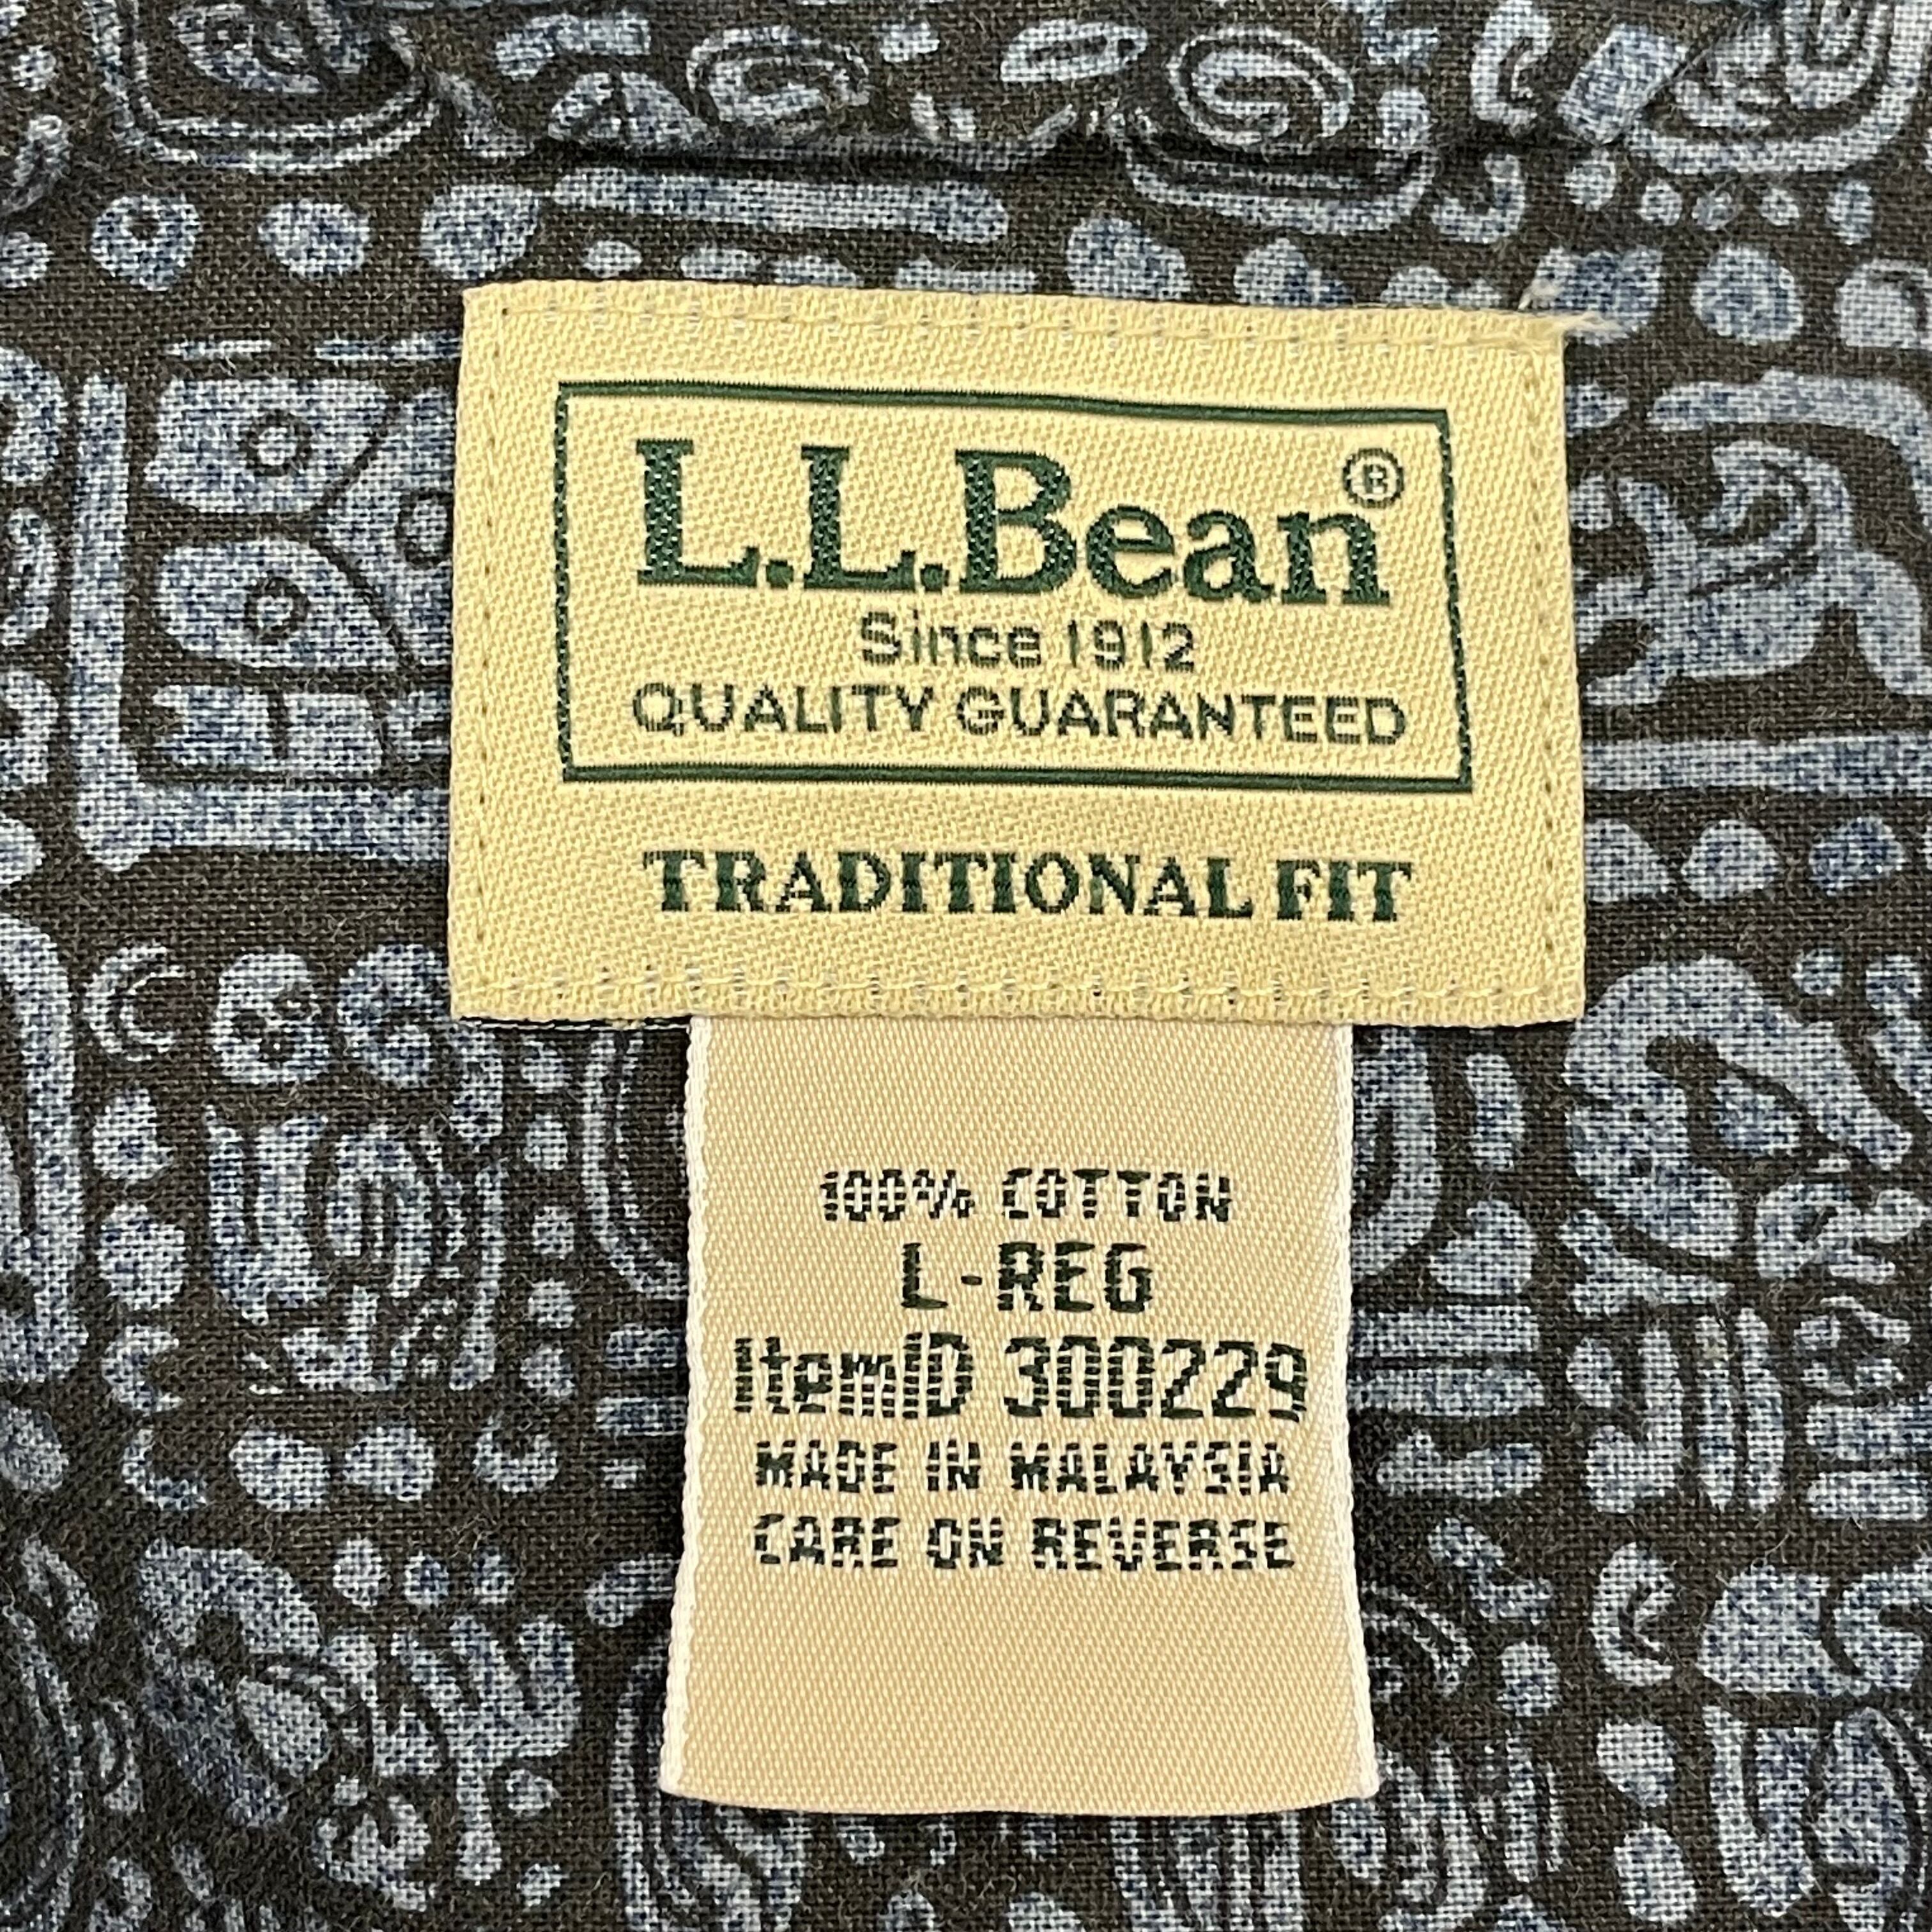 L.L.Bean®
Since 1912
QUALITY GUARANTEED
TRADITIONAL FIT
100% COTTON
L-REG
ItemID 300229
MADE IN MALAYSIA
CARE ON REVERSE